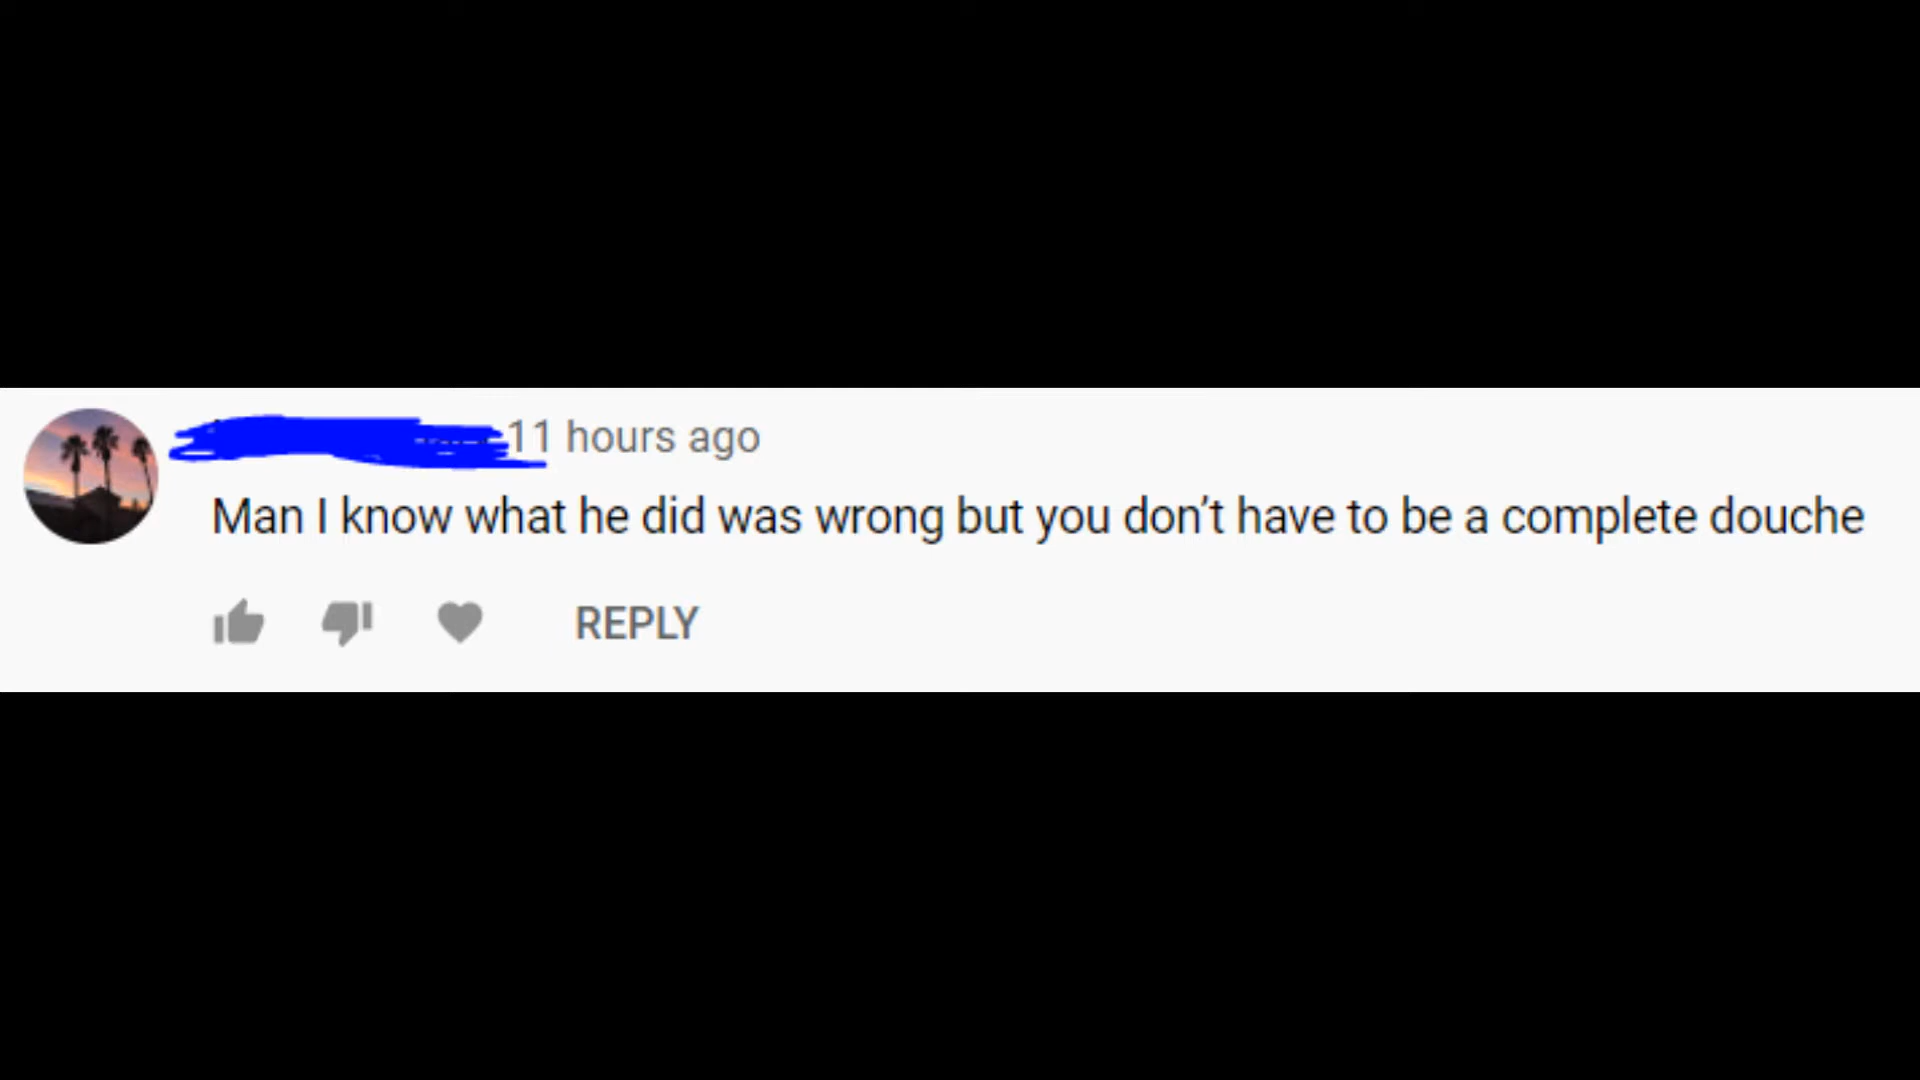 11 hours ago
Man I know what he did was wrong but you don’t have to be a complete douche
REPLY